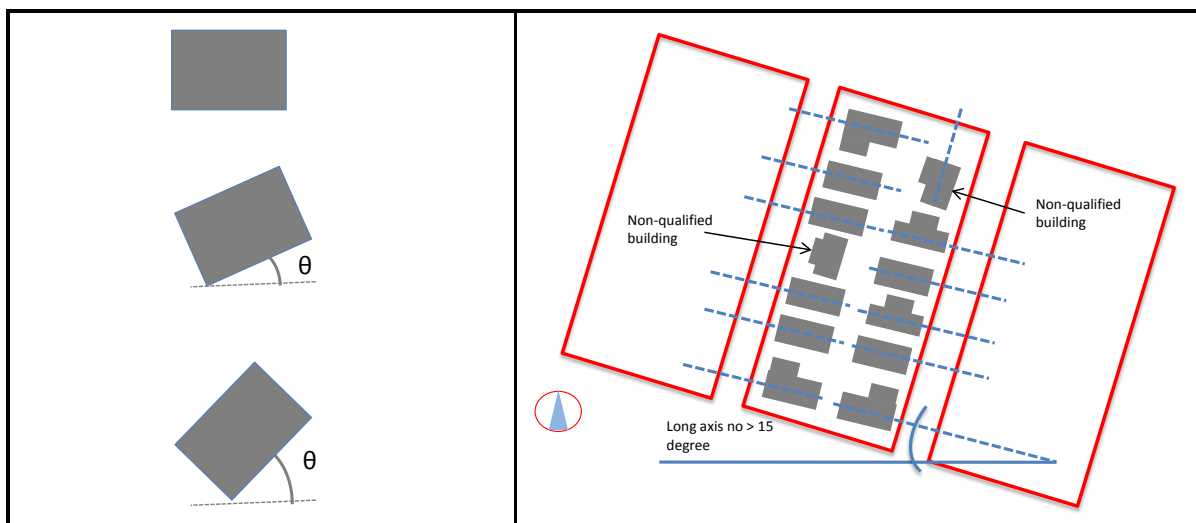 θ
θ
Non-qualified
building
Non-qualified
building
Long axis no > 15
degree